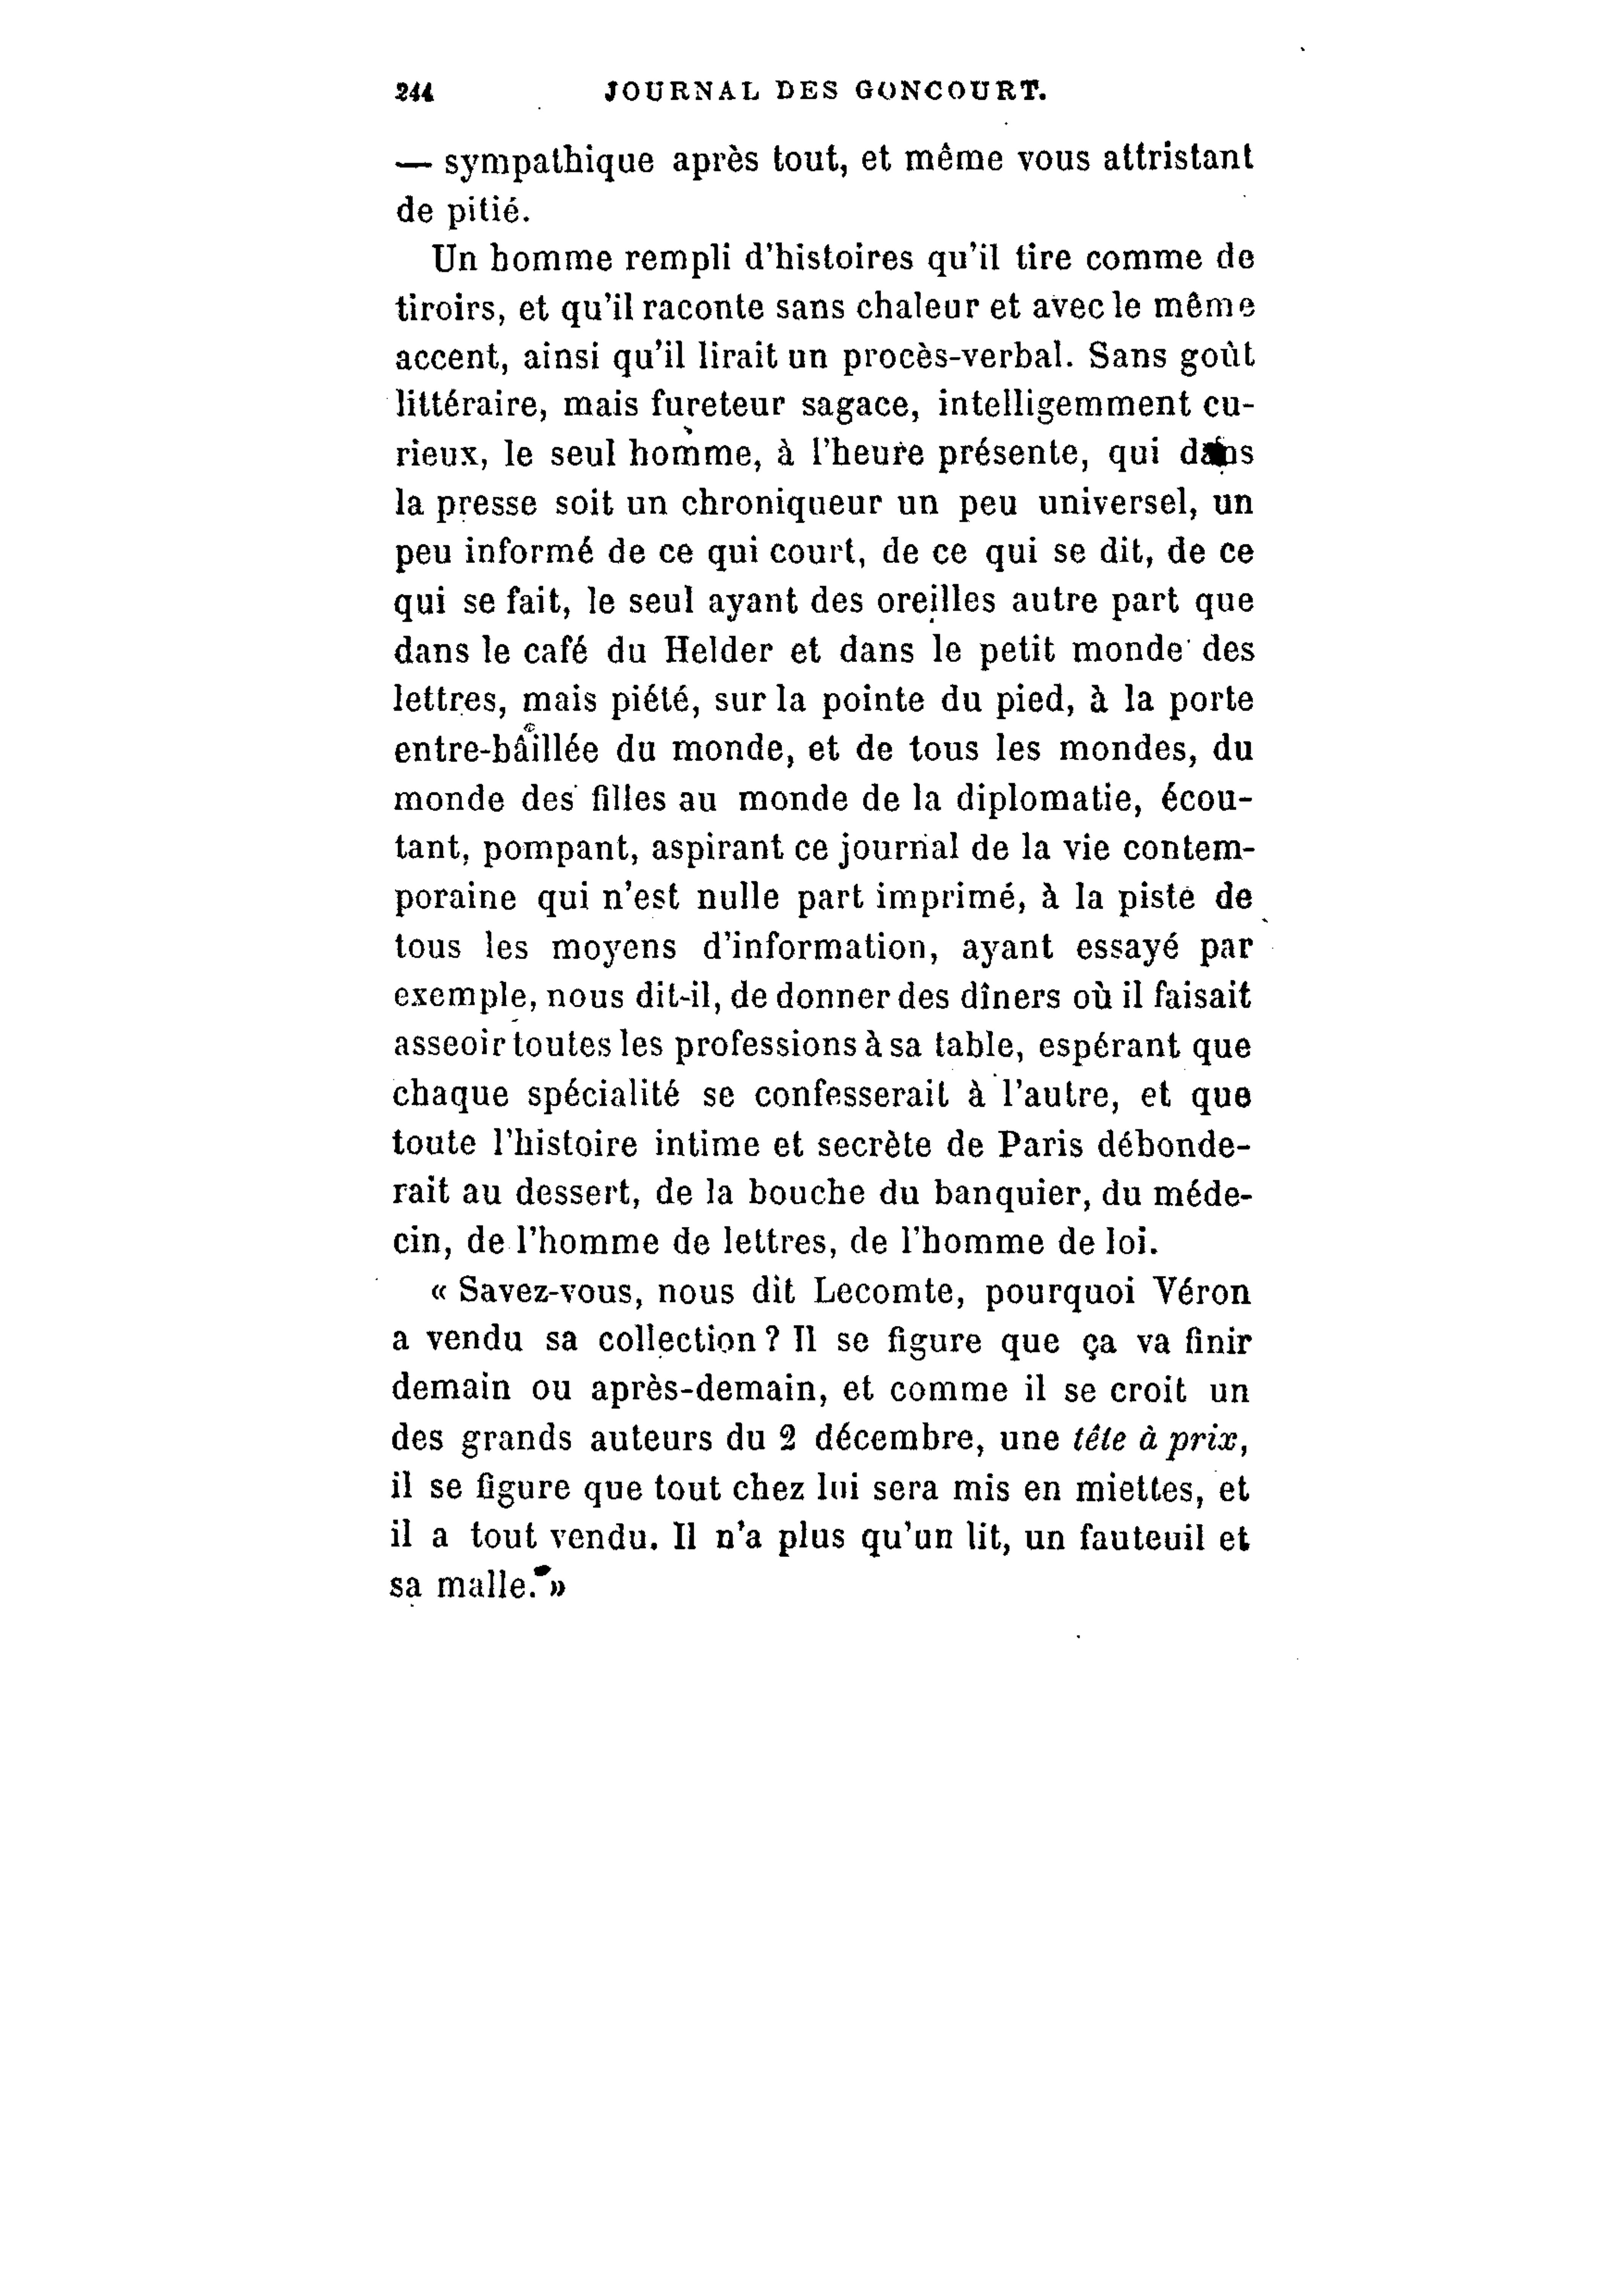 244 JOURNAL DES GONCOURT.
— sympathique après tout, et même vous attristant
de pitié.
Un homme rempli d'histoires qu'il tire comme de
tiroirs, et qu'il raconte sans chaleur et avec le même
accent, ainsi qu'il lirait un procès-verbal. Sans goût
littéraire, mais fureteur sagace, intelligemment cu-
rieux, le seul homme, à l'heure présente, qui dans
la presse soit un chroniqueur un peu universel, un
peu informé de ce qui court, de ce qui se dit, de ce
qui se fait, le seul ayant des oreilles autre part que
dans le café du Helder et dans le petit monde des
lettres, mais piété, sur la pointe du pied, à la porte
entre-bâillée du monde, et de tous les mondes, du
monde des filles au monde de la diplomatie, écou-
tant, pompant, aspirant ce journal de la vie contem-
poraine qui n'est nulle part imprimé, à la piste de
tous les moyens d'information, ayant essayé par
exemple, nous dit-il, de donner des dîners où il faisait
asseoir toutes les professions à sa table, espérant que
chaque spécialité se confesserait à l'autre, et que
toute l'histoire intime et secrète de Paris débonde-
rait au dessert, de la bouche du banquier, du méde-
cin, de l'homme de lettres, de l'homme de loi.
« Savez-vous, nous dit Lecomte, pourquoi Véron
a vendu sa collection ? Il se figure que ça va finir
demain ou après-demain, et comme il se croit un
des grands auteurs du 2 décembre, une tête à prix,
il se figure que tout chez lui sera mis en miettes, et
il a tout vendu. Il n'a plus qu'un lit, un fauteuil et
sa malle. »